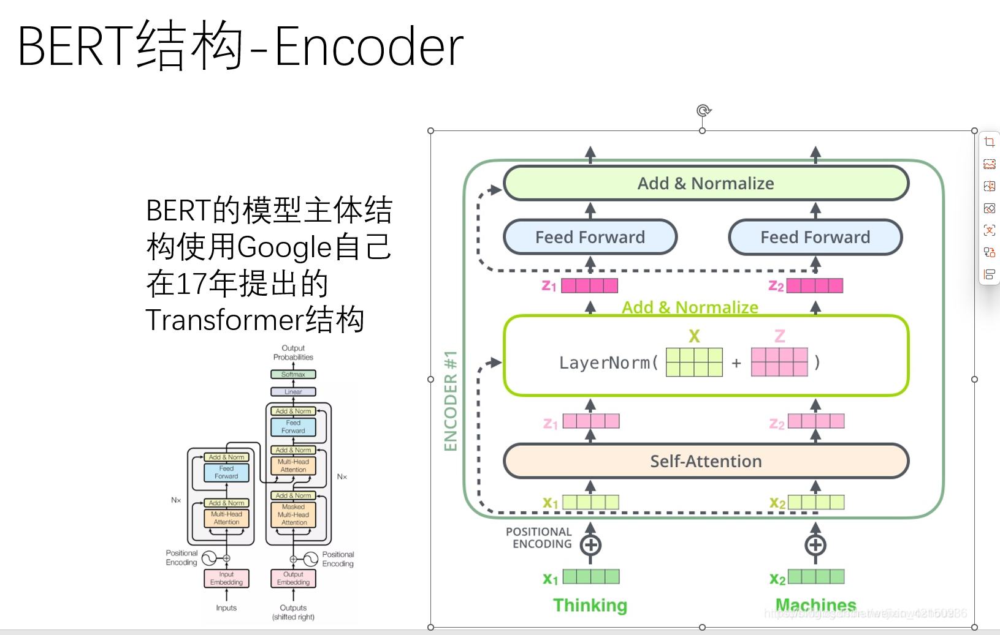 BERT结构-Encoder
BERT的模型主体结
构使用Google自己
在17年提出的
Transformer结构
Output
Probabilities
Softmax
Linear
Add & Norm
Feed
Forward
Add & Norm
Multi-Head
Attention
Add & Norm
Masked
Multi-Head
Attention
Nx
Add & Norm
Feed
Forward
Add & Norm
Multi-Head
Attention
Nx
Positional
Encoding
Positional
Encoding
Input
Embedding
Output
Embedding
Inputs
Outputs
(shifted right)
ENCODER #1
Add & Normalize
Feed Forward
Feed Forward
z1
z2
Add & Normalize
X
Z
LayerNorm( + )
z1
z2
Self-Attention
x1
x2
POSITIONAL
ENCODING
x1
x2
Thinking
Machines